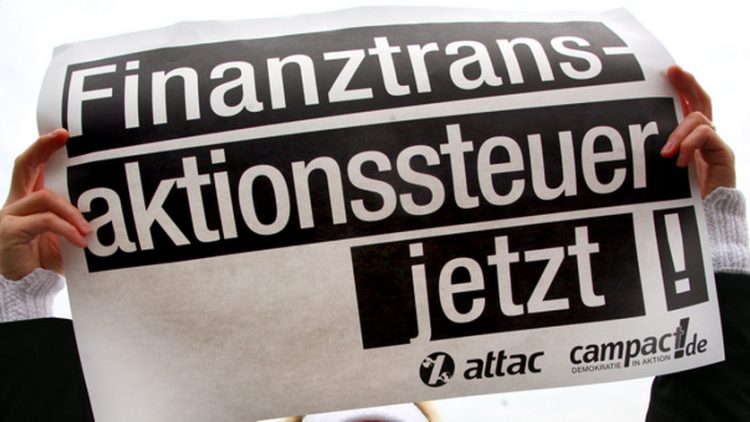 Finanztrans-
aktionssteuer
jetzt!
attac
campact!.de
DEMOKRATIE IN AKTION